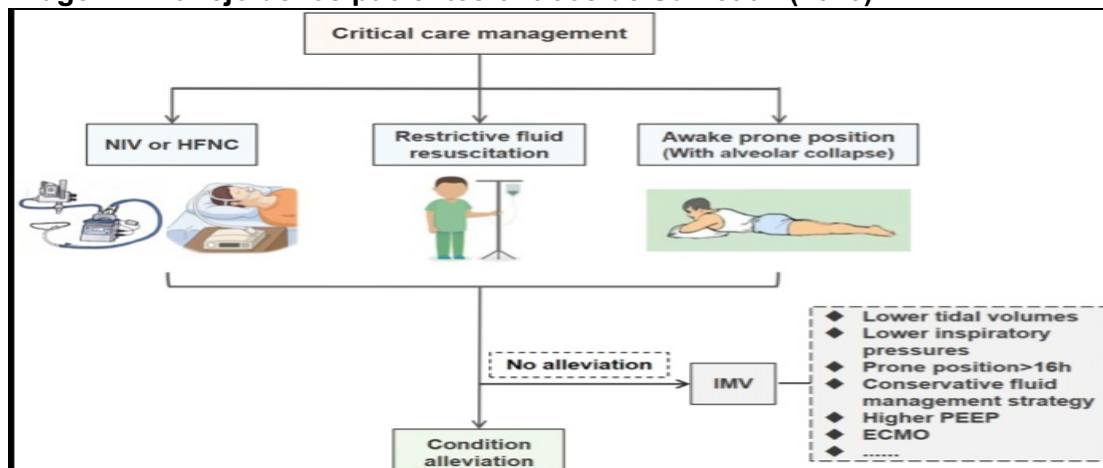 Critical care management
NIV or HFNC
Restrictive fluid
resuscitation
Awake prone position
(With alveolar collapse)
No alleviation
IMV
◆ Lower tidal volumes
◆ Lower inspiratory
pressures
◆ Prone position>16h
◆ Conservative fluid
management strategy
◆ Higher PEEP
◆ ECMO
◆ ......
Condition
alleviation